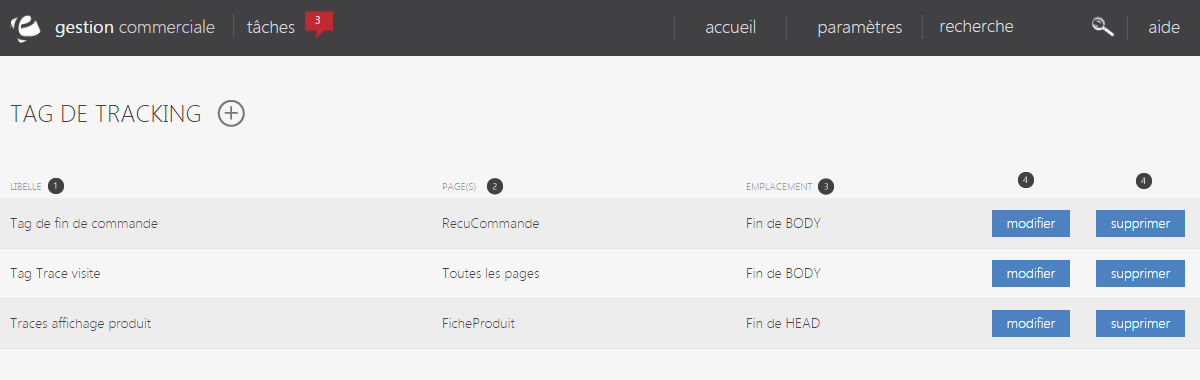 gestion commerciale tâches 3 accueil paramètres recherche aide
TAG DE TRACKING
LIBELLE 1 PAGE(S) 2 EMPLACEMENT 3 4 4
Tag de fin de commande RecuCommande Fin de BODY modifier supprimer
Tag Trace visite Toutes les pages Fin de BODY modifier supprimer
Traces affichage produit FicheProduit Fin de HEAD modifier supprimer